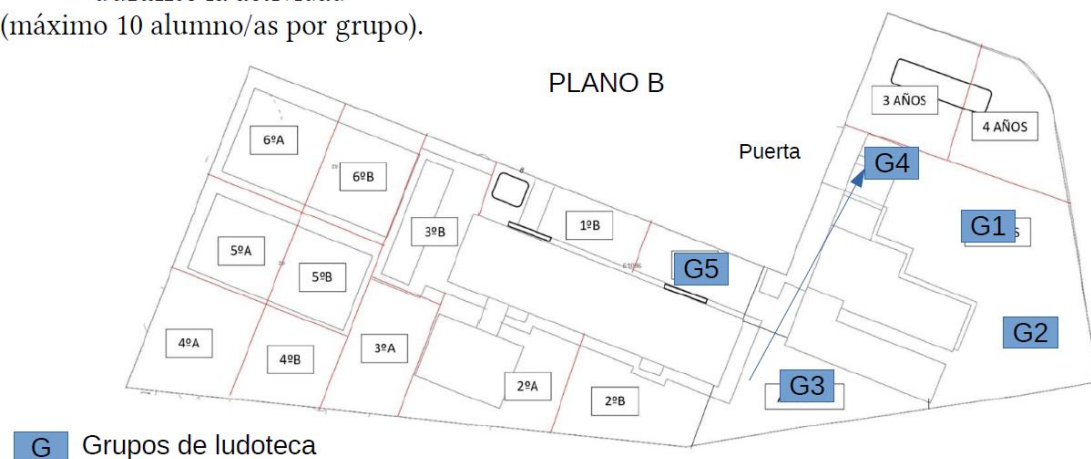 (máximo 10 alumno/as por grupo).
PLANO B
3 AÑOS
4 AÑOS
6ºA
Puerta
G4
6ºB
G1
S
3ºB
1ºB
5ºA
5ºB
G5
G2
4ºA
4ºB
3ºA
2ºA
2ºB
G3
G Grupos de ludoteca